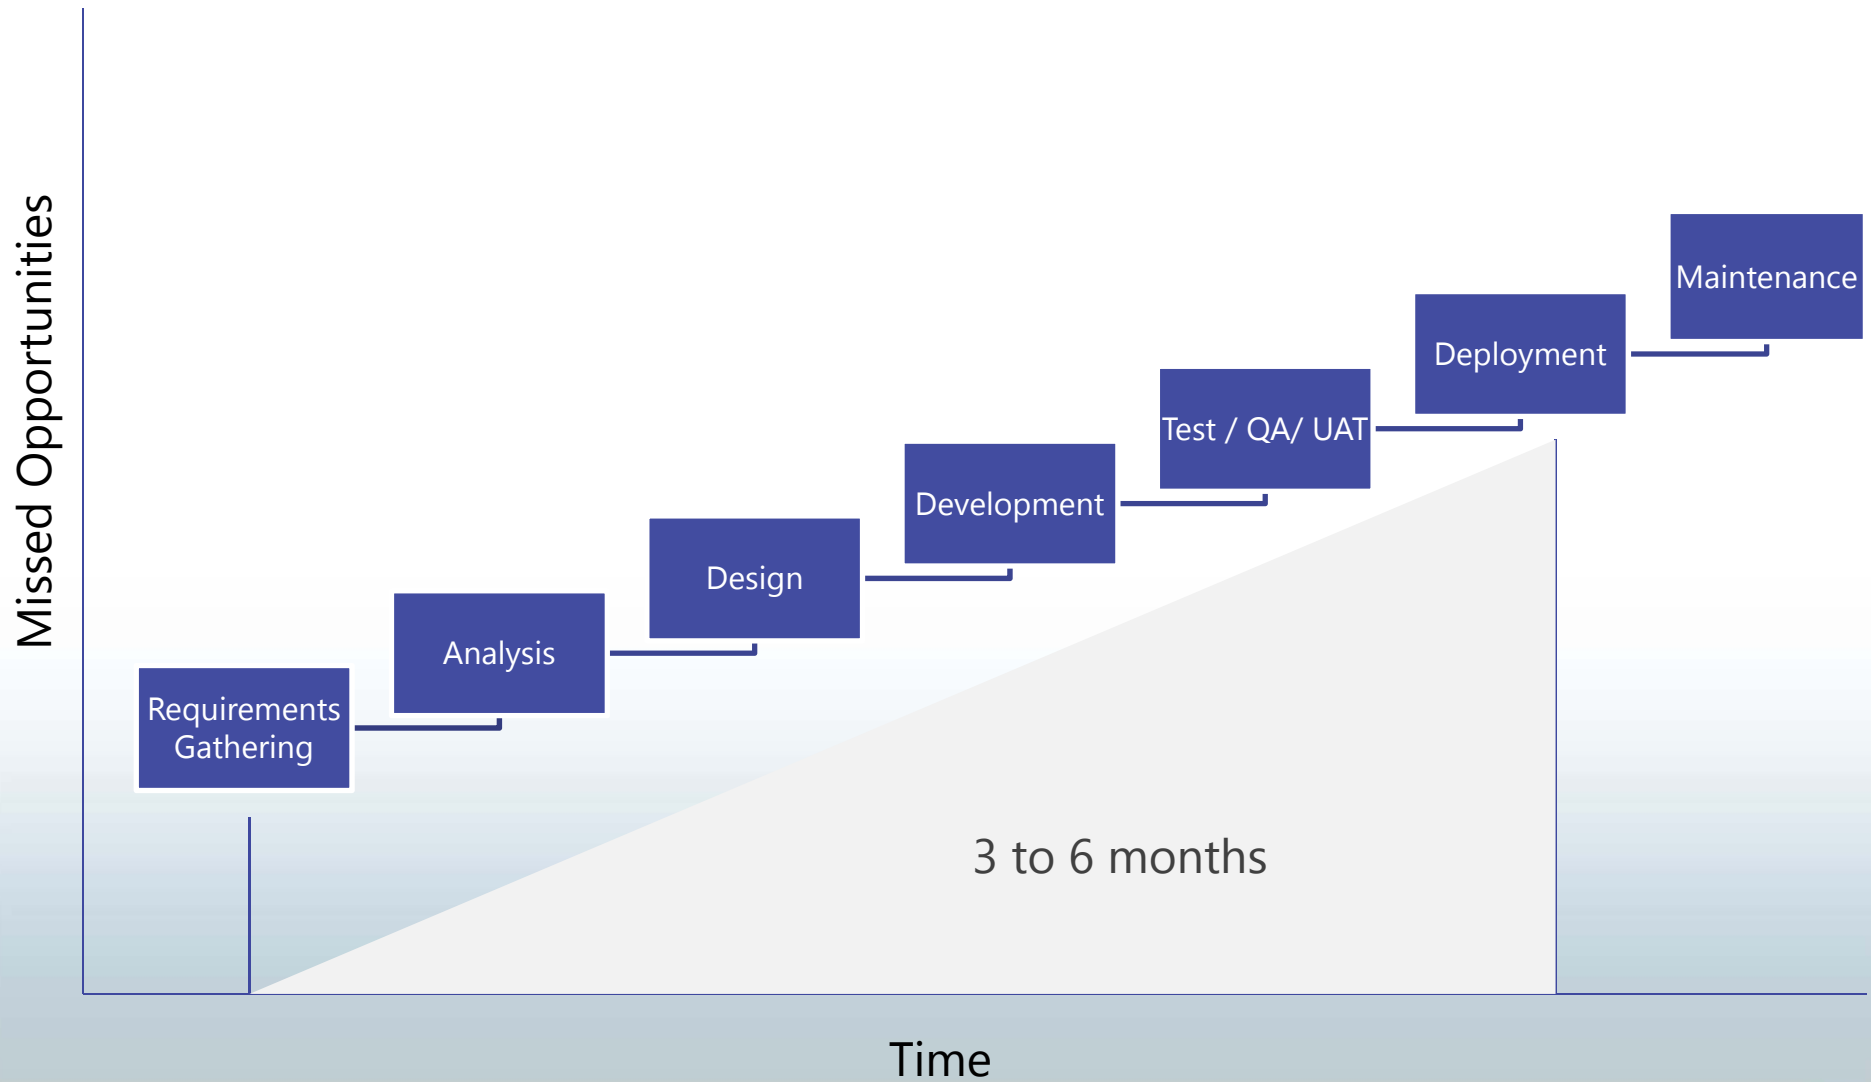 Missed Opportunities
Maintenance
Deployment
Test / QA/ UAT
Development
Design
Analysis
Requirements
Gathering
3 to 6 months
Time